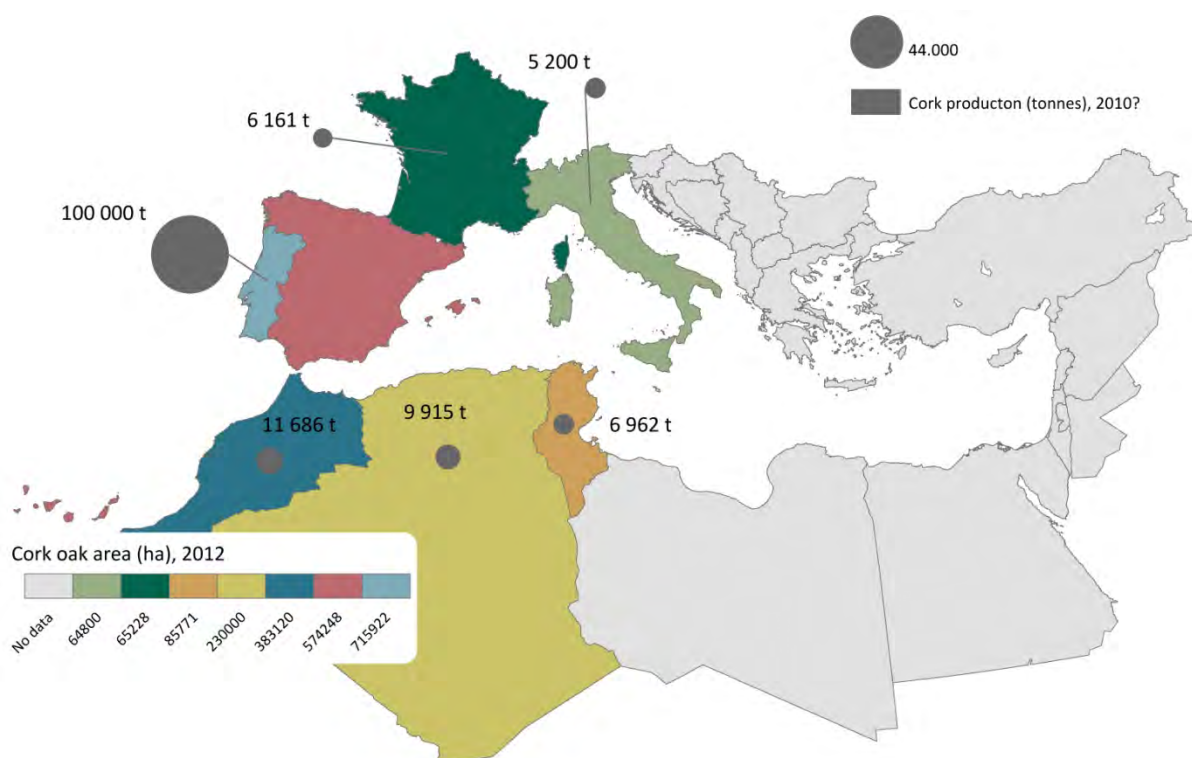 5 200 t
44.000
Cork producton (tonnes), 2010?
6 161 t
100 000 t
11 686 t
9 915 t
6 962 t
Cork oak area (ha), 2012
No data
64800
65228
85771
230000
383120
574248
715922